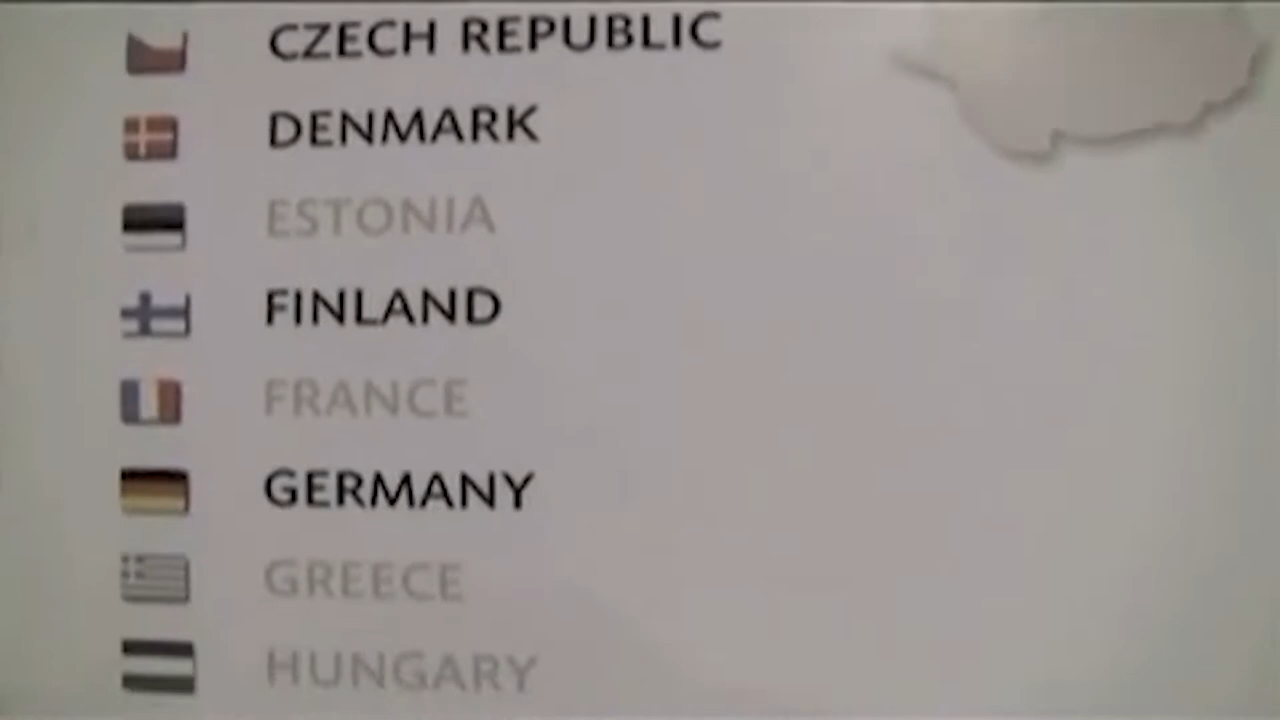 CZECH REPUBLIC
DENMARK
ESTONIA
FINLAND
FRANCE
GERMANY
GREECE
HUNGARY